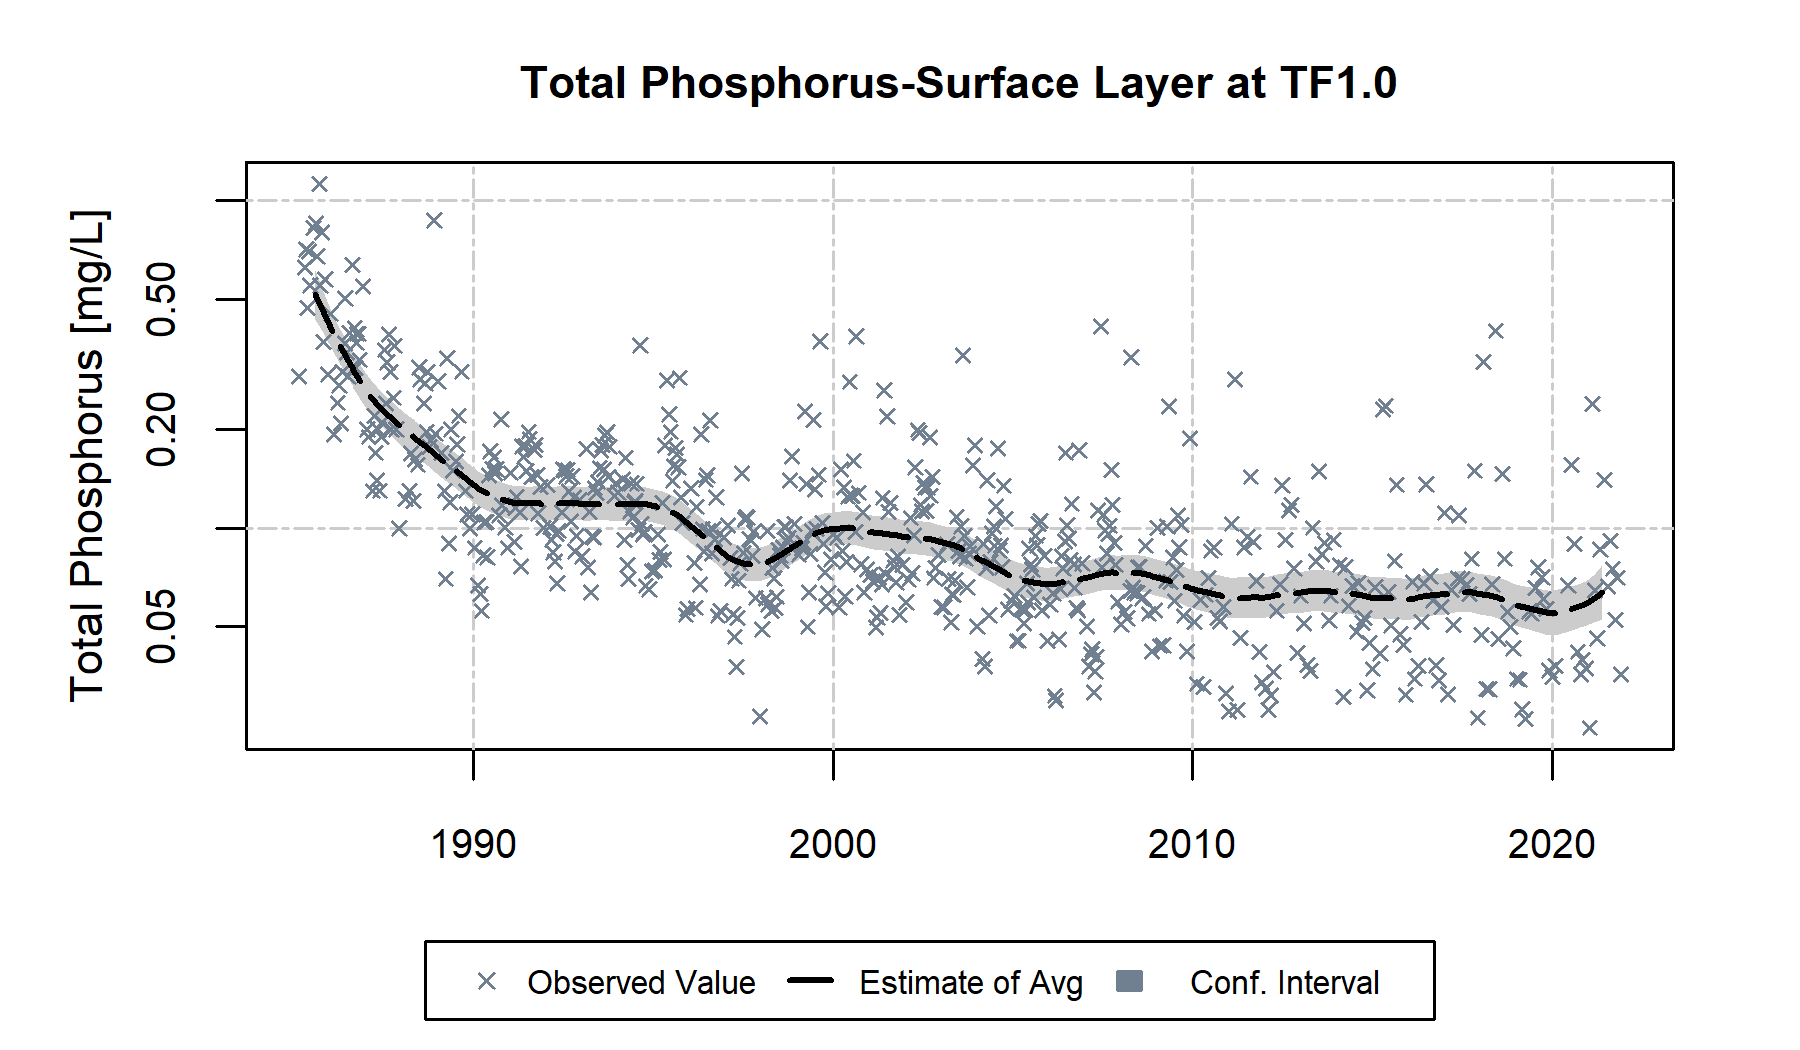 Total Phosphorus-Surface Layer at TF1.0
Total Phosphorus [mg/L]
0.50
0.20
0.05
1990 2000 2010 2020
Observed Value Estimate of Avg Conf. Interval